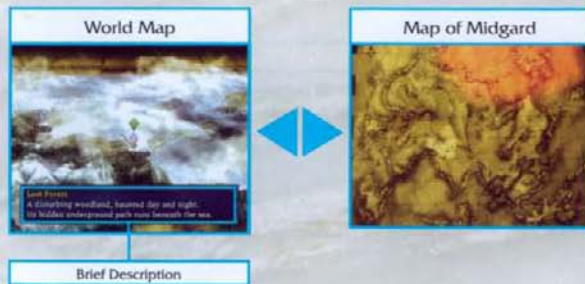 World Map
Map of Midgard
Lost Forest
A disturbing woodland, haunted day and night.
Its hidden underground path runs beneath the sea.
Brief Description